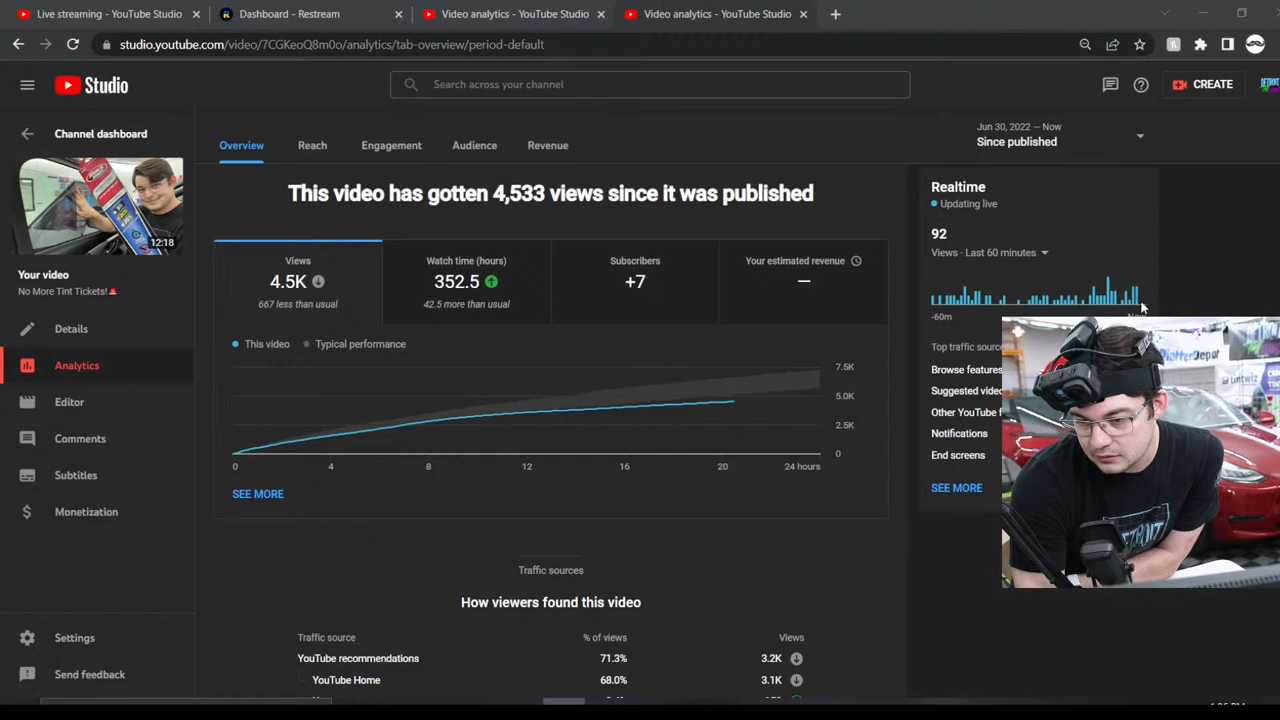 Live streaming - YouTube Studio
Dashboard - Restream
Video analytics - YouTube Studio
Video analytics - YouTube Studio
studio.youtube.com/video/7CGKeoQ8m0o/analytics/tab-overview/period-default
Studio
Search across your channel
CREATE
Channel dashboard
12:18
Your video
No More Tint Tickets!
Details
Analytics
Editor
Comments
Subtitles
Monetization
Settings
Send feedback
Overview
Reach
Engagement
Audience
Revenue
Jun 30, 2022 — Now
Since published
This video has gotten 4,533 views since it was published
Views
4.5K
667 less than usual
Watch time (hours)
352.5
42.5 more than usual
Subscribers
+7
Your estimated revenue
—
This video
Typical performance
7.5K
5.0K
2.5K
0
0 4 8 12 16 20 24 hours
SEE MORE
Traffic sources
How viewers found this video
Traffic source % of views Views
YouTube recommendations 71.3% 3.2K
YouTube Home 68.0% 3.1K
Realtime
Updating live
92
Views · Last 60 minutes
-60m
Top traffic
Browse features
Suggested
Other YouTube
Notifications
End screens
SEE MORE
PlotterDepot
DETROIT
tintwiz
DETROIT